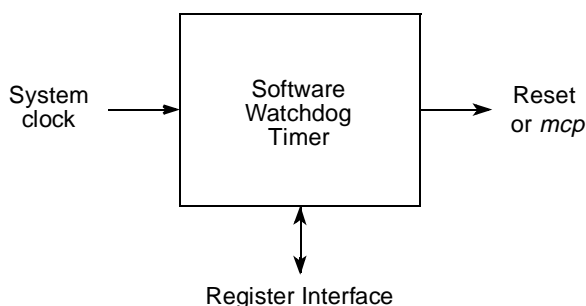 System
clock
Software
Watchdog
Timer
Reset
or mcp
Register Interface